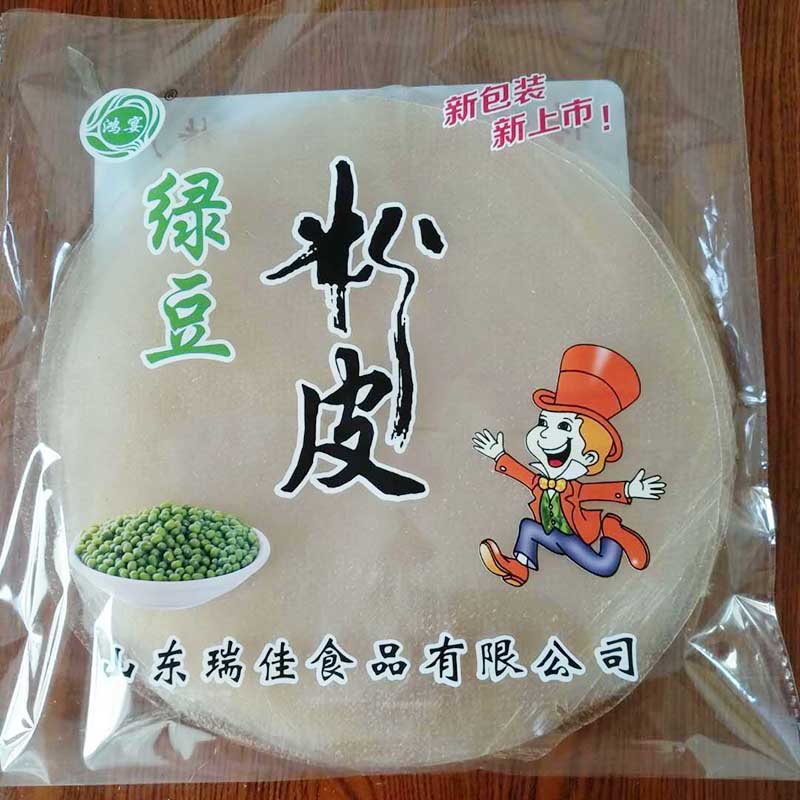 鸿宴
®
新包装
新上市!
绿豆
粉皮
山东瑞佳食品有限公司